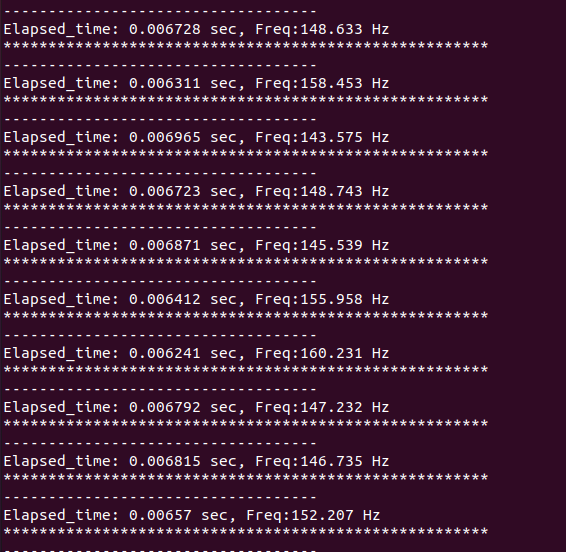 -----------------------------------
Elapsed_time: 0.006728 sec, Freq:148.633 Hz
******************************************************
-----------------------------------
Elapsed_time: 0.006311 sec, Freq:158.453 Hz
******************************************************
-----------------------------------
Elapsed_time: 0.006965 sec, Freq:143.575 Hz
******************************************************
-----------------------------------
Elapsed_time: 0.006723 sec, Freq:148.743 Hz
******************************************************
-----------------------------------
Elapsed_time: 0.006871 sec, Freq:145.539 Hz
******************************************************
-----------------------------------
Elapsed_time: 0.006412 sec, Freq:155.958 Hz
******************************************************
-----------------------------------
Elapsed_time: 0.006241 sec, Freq:160.231 Hz
******************************************************
-----------------------------------
Elapsed_time: 0.006792 sec, Freq:147.232 Hz
******************************************************
-----------------------------------
Elapsed_time: 0.006815 sec, Freq:146.735 Hz
******************************************************
-----------------------------------
Elapsed_time: 0.00657 sec, Freq:152.207 Hz
******************************************************
-----------------------------------